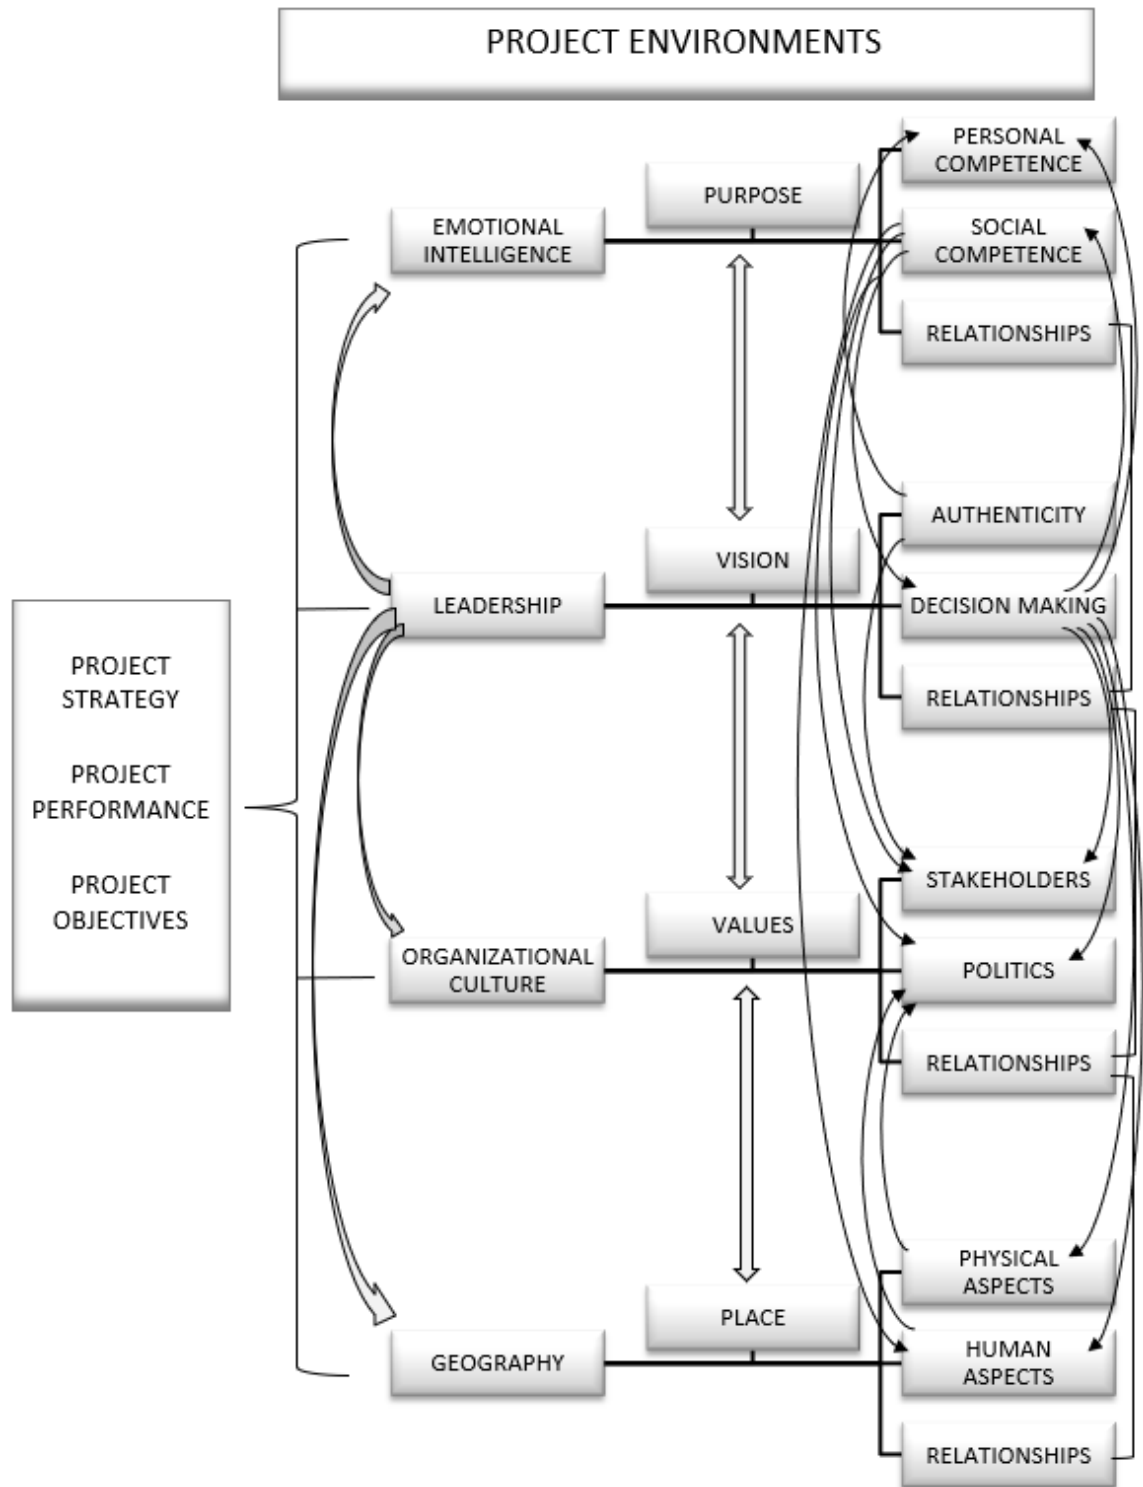 PROJECT ENVIRONMENTS
PERSONAL
COMPETENCE
PURPOSE
EMOTIONAL
INTELLIGENCE
SOCIAL
COMPETENCE
RELATIONSHIPS
AUTHENTICITY
VISION
LEADERSHIP
DECISION MAKING
RELATIONSHIPS
PROJECT
STRATEGY
PROJECT
PERFORMANCE
PROJECT
OBJECTIVES
STAKEHOLDERS
VALUES
ORGANIZATIONAL
CULTURE
POLITICS
RELATIONSHIPS
PHYSICAL
ASPECTS
PLACE
GEOGRAPHY
HUMAN
ASPECTS
RELATIONSHIPS